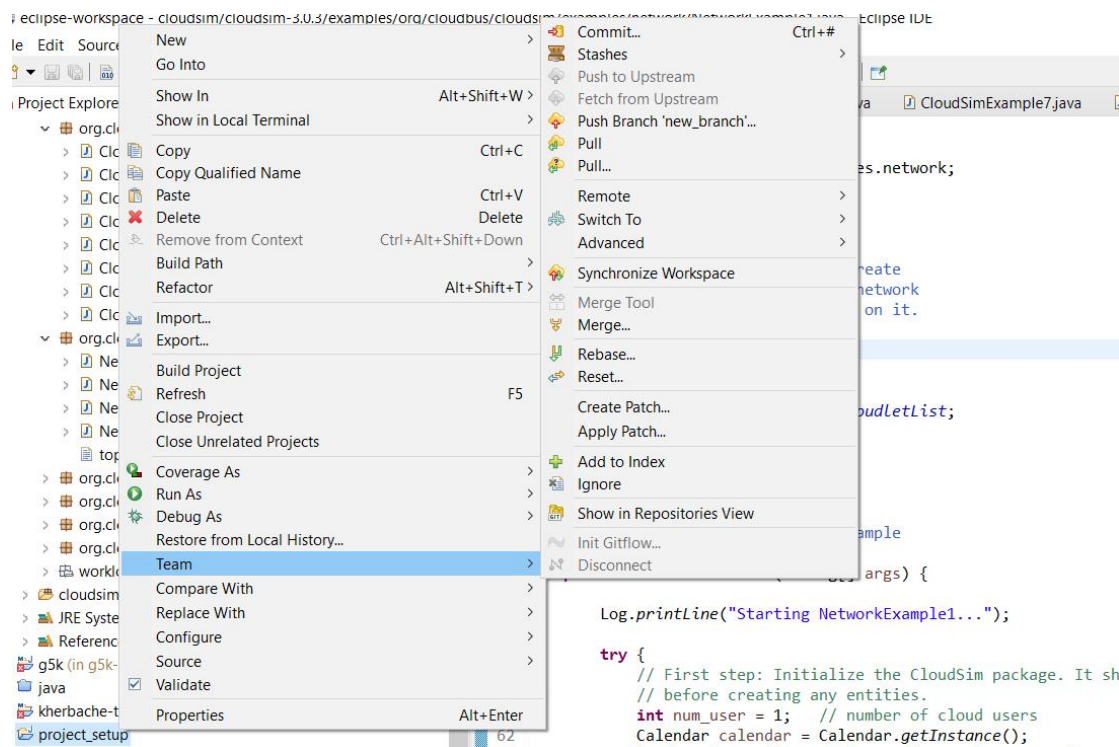 eclipse-workspace - cloudsim/cloudsim-3.0.3/examples/org/cloudbus/cloudsim/examples/network/NetworkExample1.java - Eclipse IDE
le Edit Source
Project Explore
org.cl
Clo
Clo
Clo
Clo
Clo
Clo
Clo
Clo
org.cl
Ne
Ne
Ne
Ne
top
org.cl
org.cl
org.cl
org.cl
workl
cloudsim
JRE Syste
Referenc
g5k (in g5k-
java
kherbache-t
project_setup
New
Go Into
Show In Alt+Shift+W
Show in Local Terminal
Copy Ctrl+C
Copy Qualified Name
Paste Ctrl+V
Delete Delete
Remove from Context Ctrl+Alt+Shift+Down
Build Path
Refactor Alt+Shift+T
Import...
Export...
Build Project
Refresh F5
Close Project
Close Unrelated Projects
Coverage As
Run As
Debug As
Restore from Local History...
Team
Compare With
Replace With
Configure
Source
Validate
Properties Alt+Enter
Commit... Ctrl+#
Stashes
Push to Upstream
Fetch from Upstream
Push Branch 'new_branch'...
Pull
Pull...
Remote
Switch To
Advanced
Synchronize Workspace
Merge Tool
Merge...
Rebase...
Reset...
Create Patch...
Apply Patch...
Add to Index
Ignore
Show in Repositories View
Init Gitflow...
Disconnect
va CloudSimExample7.java
es.network;
reate
network
on it.
oudletList;
ample
args) {
Log.printLine("Starting NetworkExample1...");
try {
// First step: Initialize the CloudSim package. It sh
// before creating any entities.
int num_user = 1; // number of cloud users
62 Calendar calendar = Calendar.getInstance();